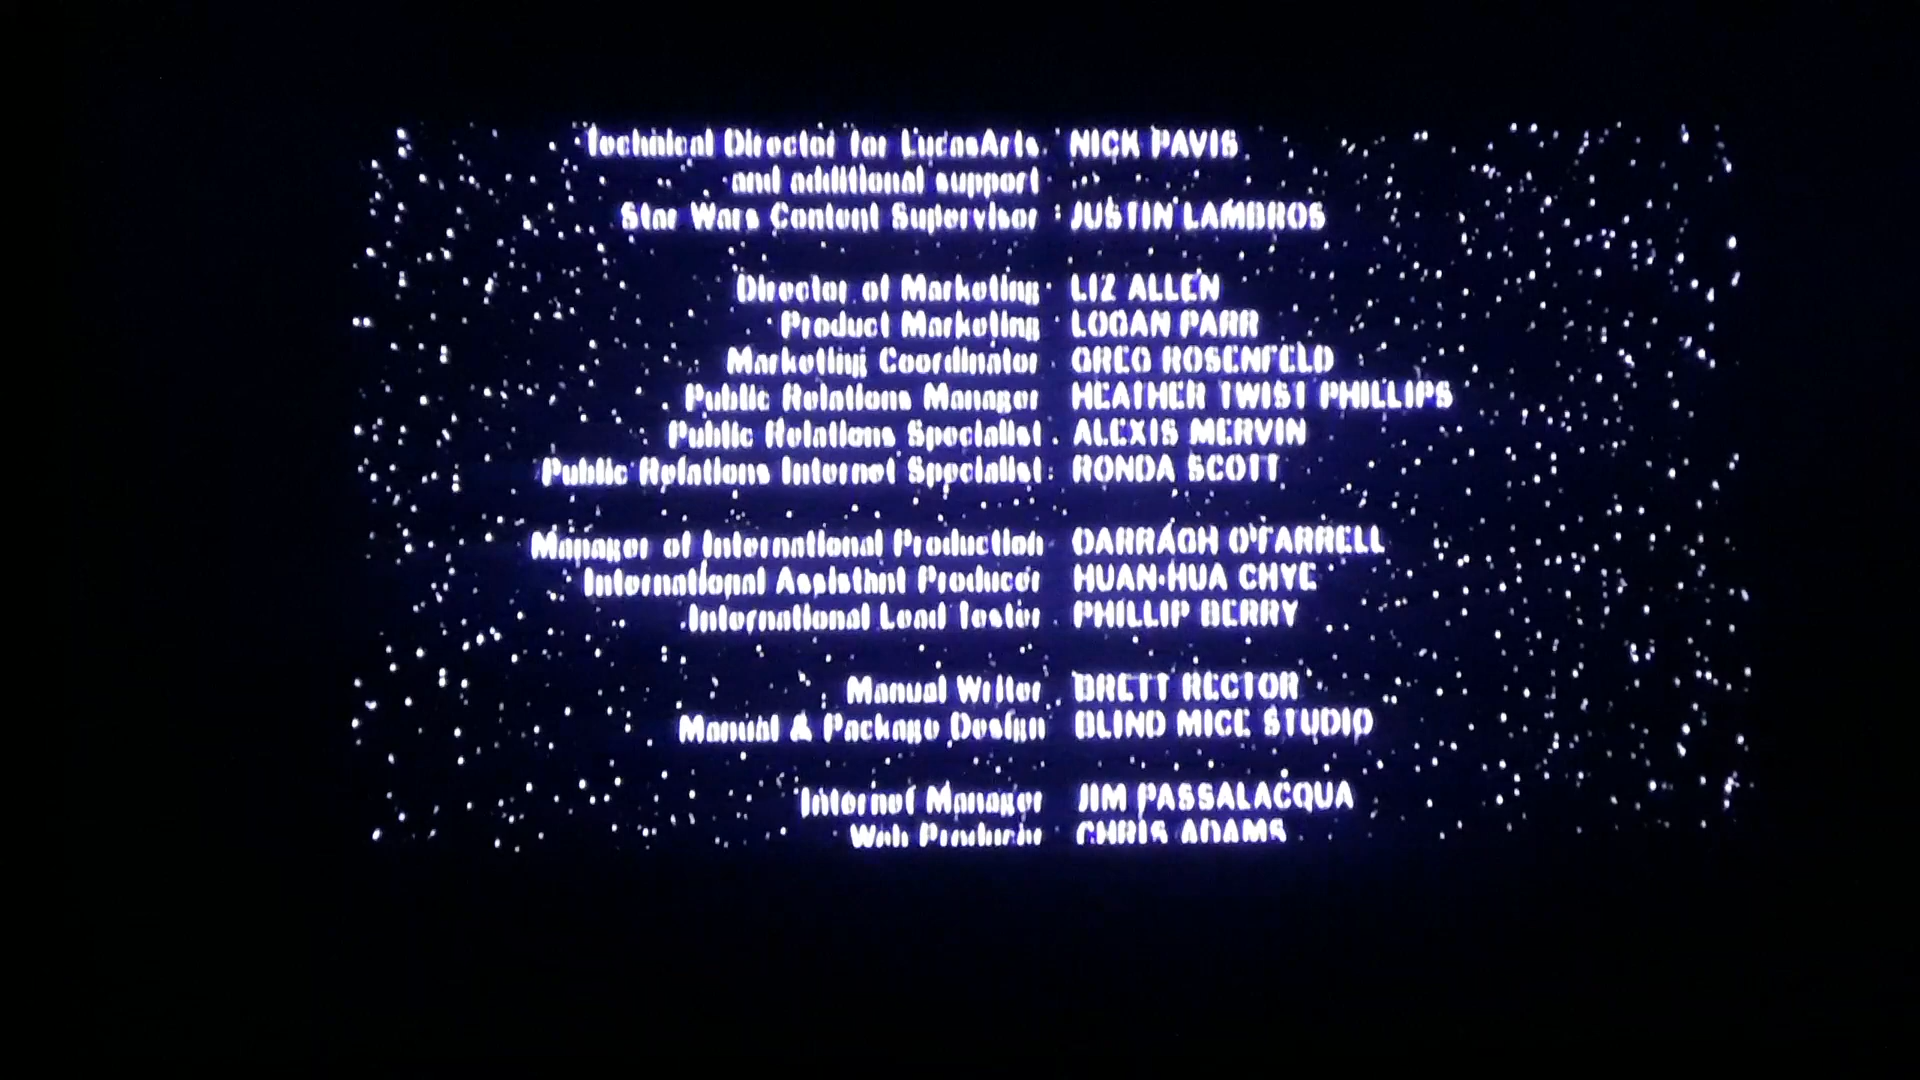 Technical Director for LucasArts NICK PAVIS
and additional support
Star Wars Content Supervisor JUSTIN LAMBROS
Director of Marketing LIZ ALLEN
Product Marketing LOGAN PARR
Marketing Coordinator GREG ROSENFELD
Public Relations Manager HEATHER TWIST PHILLIPS
Public Relations Specialist ALEXIS MERVIN
Public Relations Internet Specialist RONDA SCOTT
Manager of International Production DARRAGH O'FARRELL
International Assistant Producer HUAN-HUA CHYE
International Lead Tester PHILLIP BERRY
Manual Writer BRETT RECTOR
Manual & Package Design BLIND MICE STUDIO
Internet Manager JIM PASSALACQUA
Web Producer CHRIS ADAMS